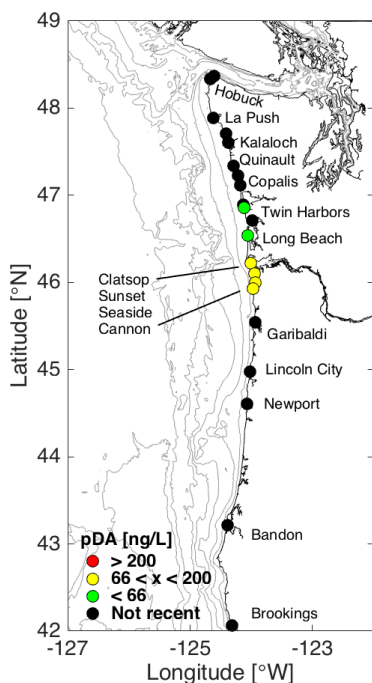 49
48
47
46
45
44
43
42
Latitude [°N]
Hobuck
La Push
Kalaloch
Quinault
Copalis
Twin Harbors
Long Beach
Clatsop
Sunset
Seaside
Cannon
Garibaldi
Lincoln City
Newport
Bandon
Brookings
pDA [ng/L]
> 200
66 < x < 200
< 66
Not recent
-127 -125 -123
Longitude [°W]